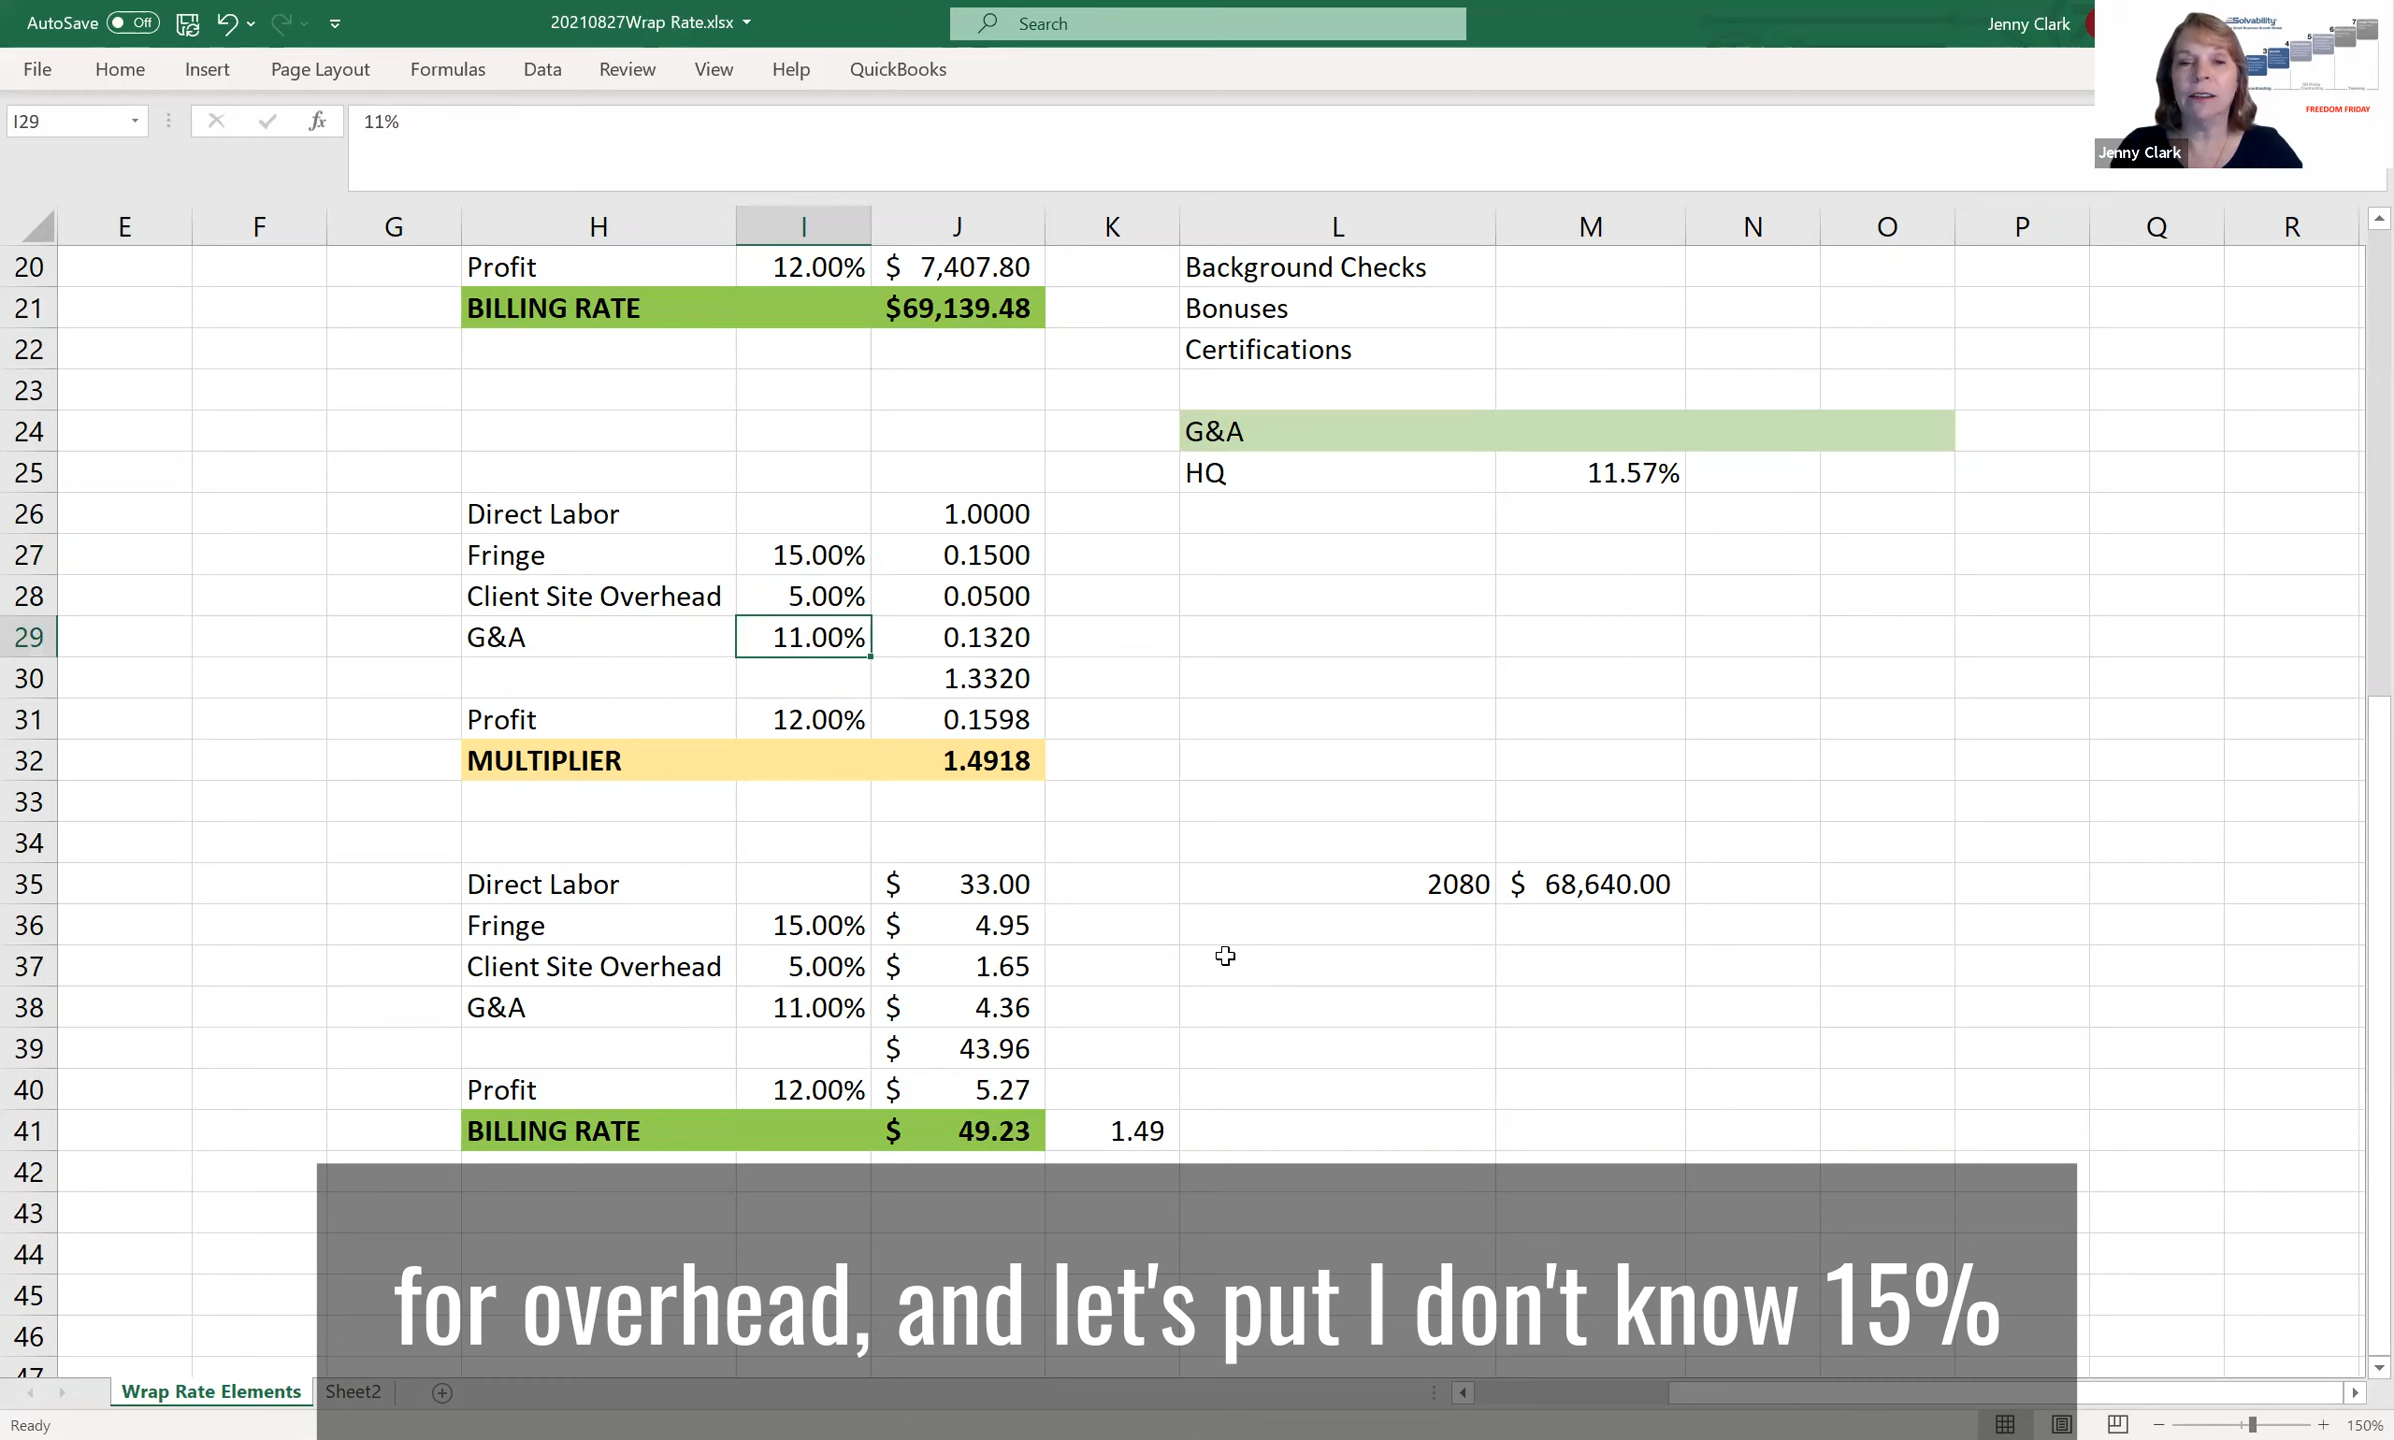 AutoSave Off 20210827Wrap Rate.xlsx Search Jenny Clark
File Home Insert Page Layout Formulas Data Review View Help QuickBooks
I29 fx 11%
Solvability
FREEDOM FRIDAY
Jenny Clark
E F G H I J K L M N O P Q R
20 Profit 12.00% $ 7,407.80 Background Checks
21 BILLING RATE $69,139.48 Bonuses
22 Certifications
23
24 G&A
25 HQ 11.57%
26 Direct Labor 1.0000
27 Fringe 15.00% 0.1500
28 Client Site Overhead 5.00% 0.0500
29 G&A 11.00% 0.1320
30 1.3320
31 Profit 12.00% 0.1598
32 MULTIPLIER 1.4918
33
34
35 Direct Labor $ 33.00 2080 $ 68,640.00
36 Fringe 15.00% $ 4.95
37 Client Site Overhead 5.00% $ 1.65
38 G&A 11.00% $ 4.36
39 $ 43.96
40 Profit 12.00% $ 5.27
41 BILLING RATE $ 49.23 1.49
42
43
44
45
46
47
for overhead, and let's put I don't know 15%
Wrap Rate Elements Sheet2
Ready 150%